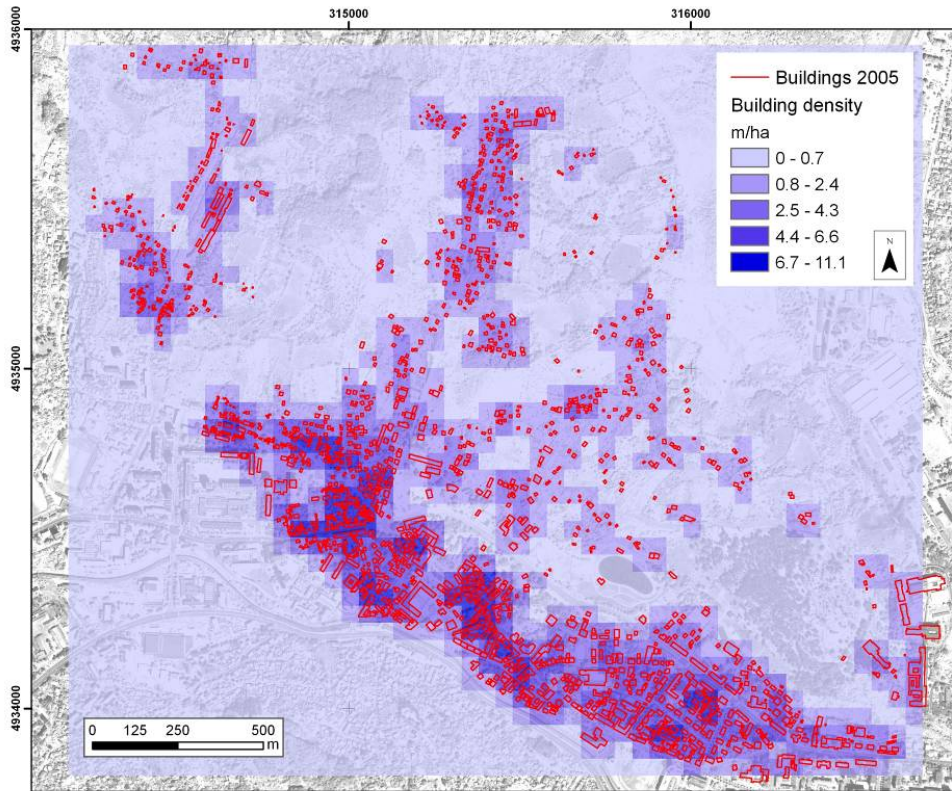 315000
316000
4936000
4935000
4934000
Buildings 2005
Building density
m/ha
0 - 0.7
0.8 - 2.4
2.5 - 4.3
4.4 - 6.6
6.7 - 11.1
N
0 125 250 500
m